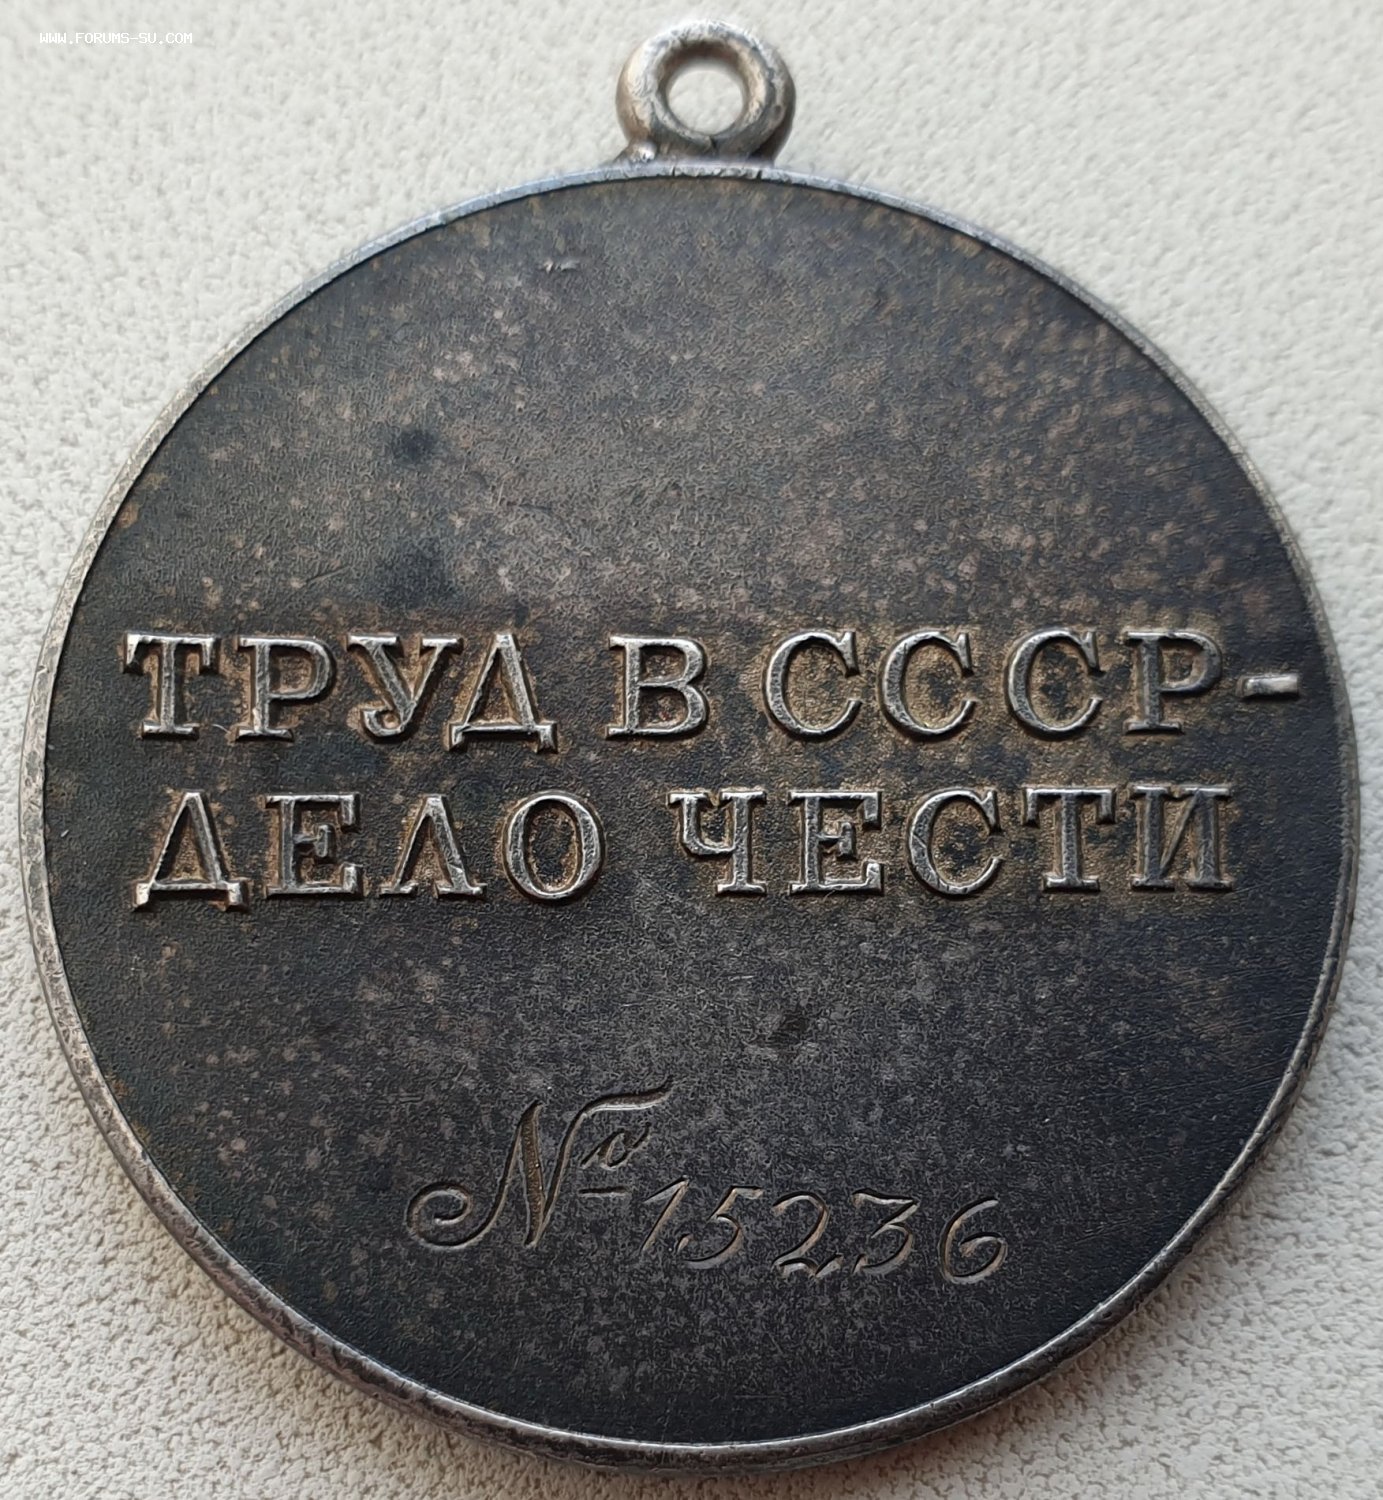 WWW.FORUMS-SU.COM
ТРУД В СССР-
ДЕЛО ЧЕСТИ
№ 15236